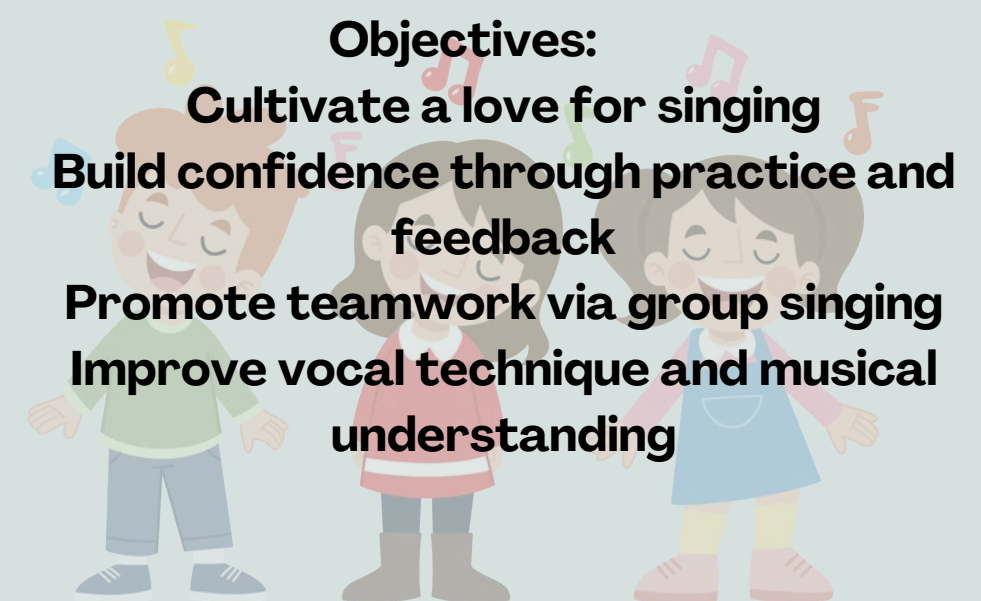 Objectives:
Cultivate a love for singing
Build confidence through practice and
feedback
Promote teamwork via group singing
Improve vocal technique and musical
understanding